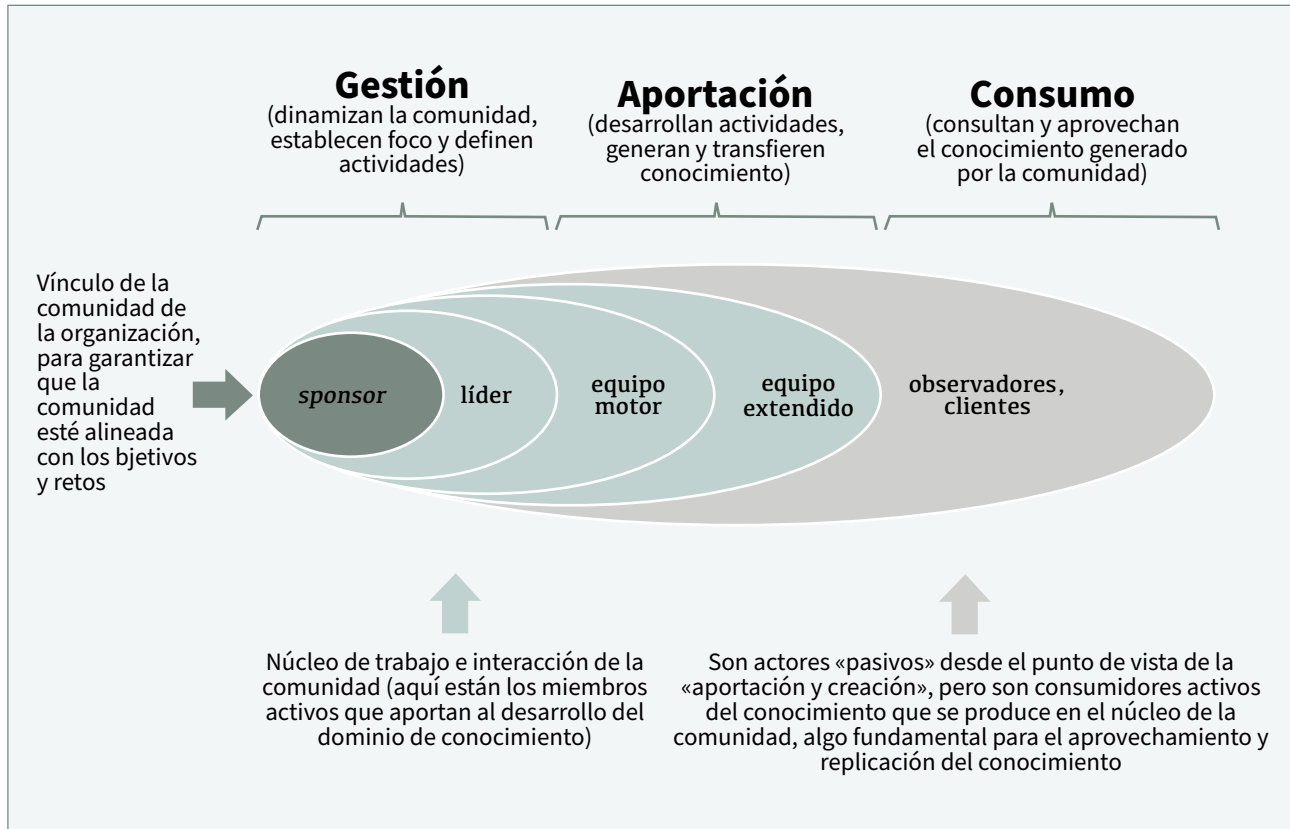 Gestión
(dinamizan la comunidad,
establecen foco y definen
actividades)
Aportación
(desarrollan actividades,
generan y transfieren
conocimiento)
Consumo
(consultan y aprovechan
el conocimiento generado
por la comunidad)
Vínculo de la
comunidad de
la organización,
para garantizar
que la
comunidad
esté alineada
con los bjetivos
y retos
sponsor
líder
equipo
motor
equipo
extendido
observadores,
clientes
Núcleo de trabajo e interacción de la
comunidad (aquí están los miembros
activos que aportan al desarrollo del
dominio de conocimiento)
Son actores «pasivos» desde el punto de vista de la
«aportación y creación», pero son consumidores activos
del conocimiento que se produce en el núcleo de la
comunidad, algo fundamental para el aprovechamiento y
replicación del conocimiento